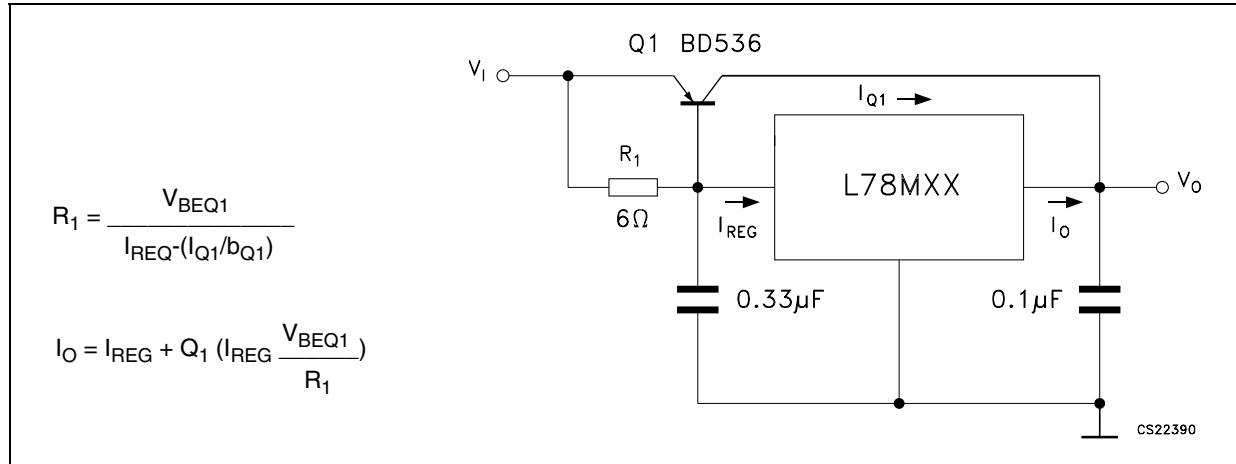 Q1 BD536
V_I
I_Q1
R_1
L78MXX
V_O
6Ω
I_REG
I_O
R_1 = V_BEQ1 / I_REQ-(I_Q1/b_Q1)
0.33µF
0.1µF
I_O = I_REG + Q_1 (I_REG V_BEQ1 / R_1)
CS22390